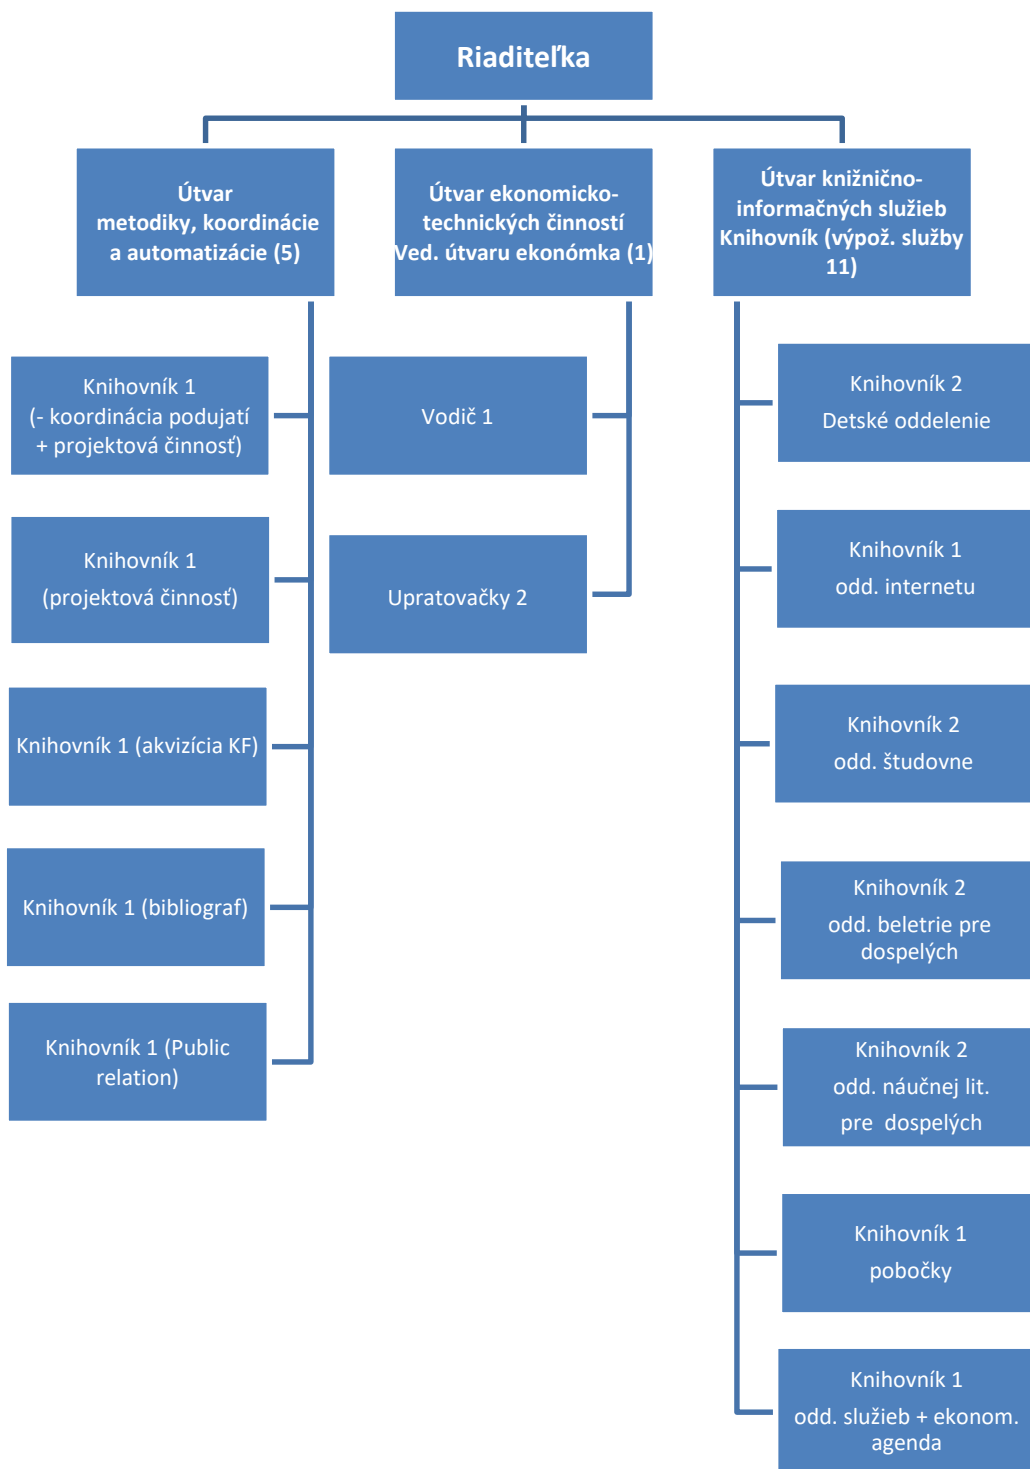 Riaditeľka
Útvar
metodiky, koordinácie
a automatizácie (5)
Útvar ekonomicko-
technických činností
Ved. útvaru ekonómka (1)
Útvar knižnično-
informačných služieb
Knihovník (výpož. služby
11)
Knihovník 1
(- koordinácia podujatí
+ projektová činnosť)
Knihovník 1
(projektová činnosť)
Knihovník 1 (akvizícia KF)
Knihovník 1 (bibliograf)
Knihovník 1 (Public
relation)
Vodič 1
Upratovačky 2
Knihovník 2
Detské oddelenie
Knihovník 1
odd. internetu
Knihovník 2
odd. študovne
Knihovník 2
odd. beletrie pre
dospelých
Knihovník 2
odd. náučnej lit.
pre  dospelých
Knihovník 1
pobočky
Knihovník 1
odd. služieb + ekonom.
agenda